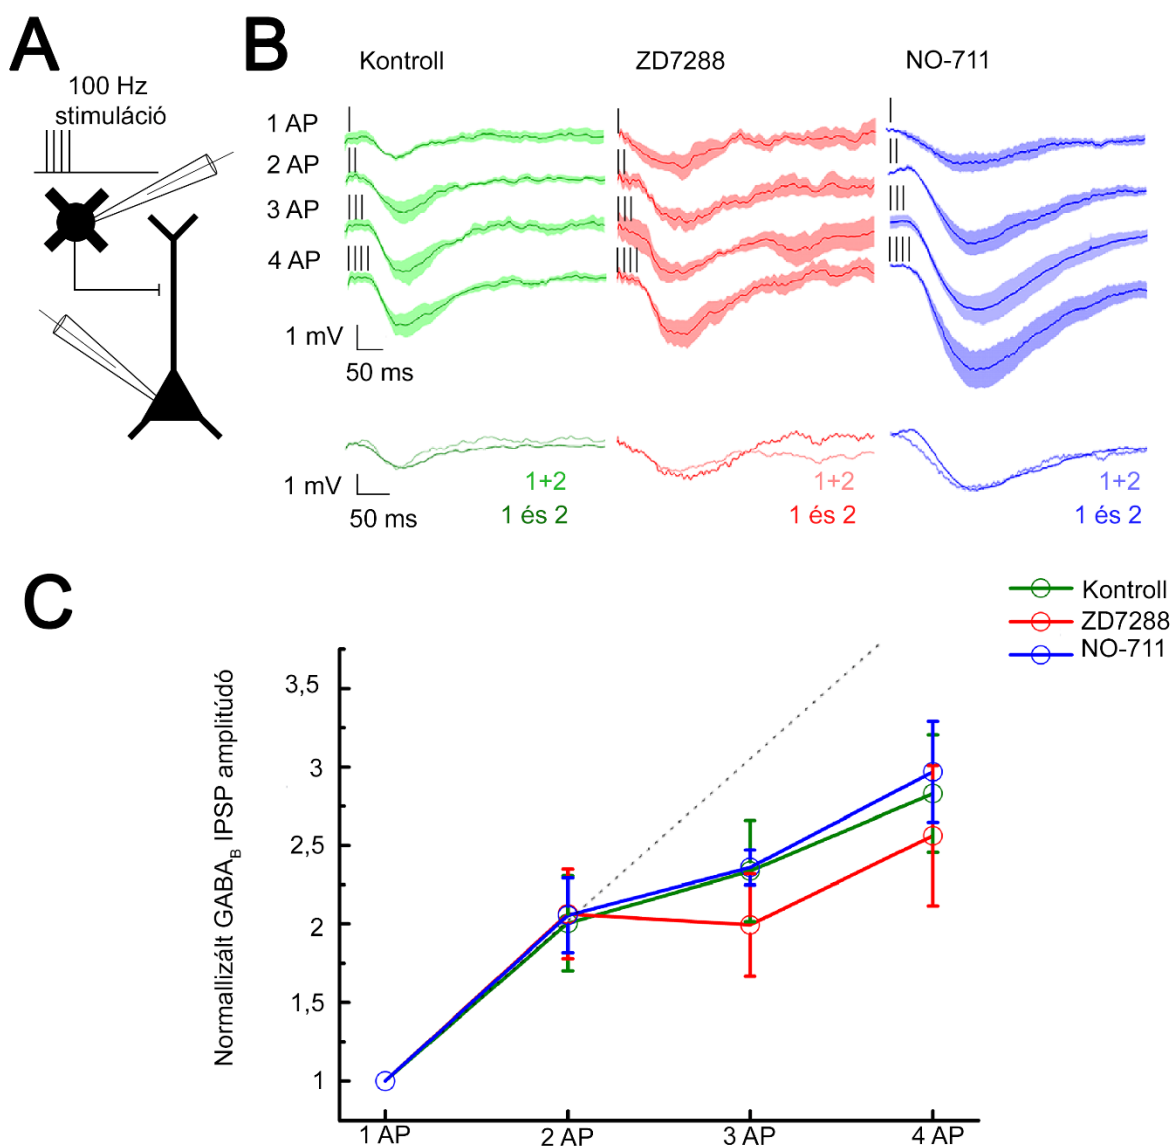 A
100 Hz
stimuláció
B
Kontroll
ZD7288
NO-711
1 AP
2 AP
3 AP
4 AP
1 mV
50 ms
1 mV
50 ms
1+2
1 és 2
1+2
1 és 2
1+2
1 és 2
C
Kontroll
ZD7288
NO-711
Normallizált GABAB IPSP amplitúdó
3,5
3
2,5
2
1,5
1
1 AP
2 AP
3 AP
4 AP